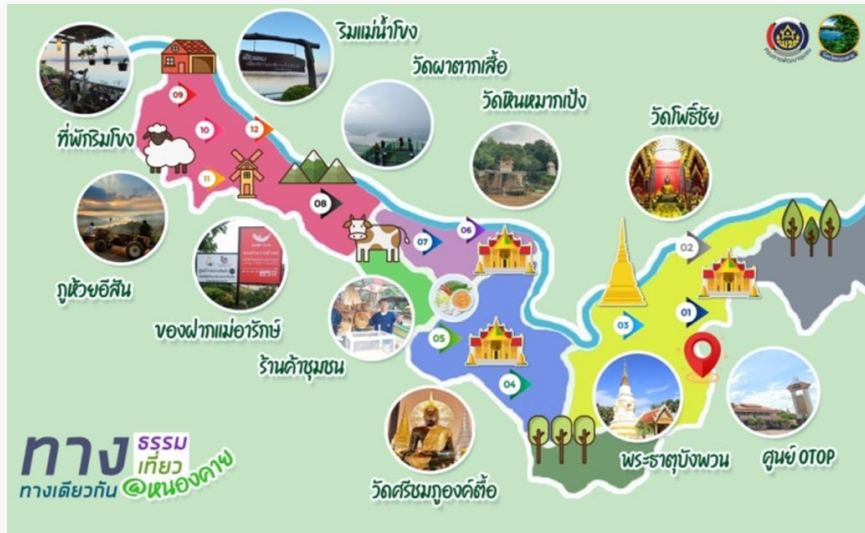 ริมแม่น้ำโขง
วัดผาตากเสื้อ
วัดหินหมากเป้ง
วัดโพธิ์ชัย
ที่พักริมโขง
09
10
12
11
08
07
06
02
01
03
05
04
ภูห้วยอีสัน
ของฝากแม่อารักษ์
ร้านค้าชุมชน
วัดศรีชมภูองค์ตื้อ
พระธาตุบังพวน
ศูนย์ OTOP
ทาง ธรรม
เที่ยว
ทางเดียวกัน @หนองคาย